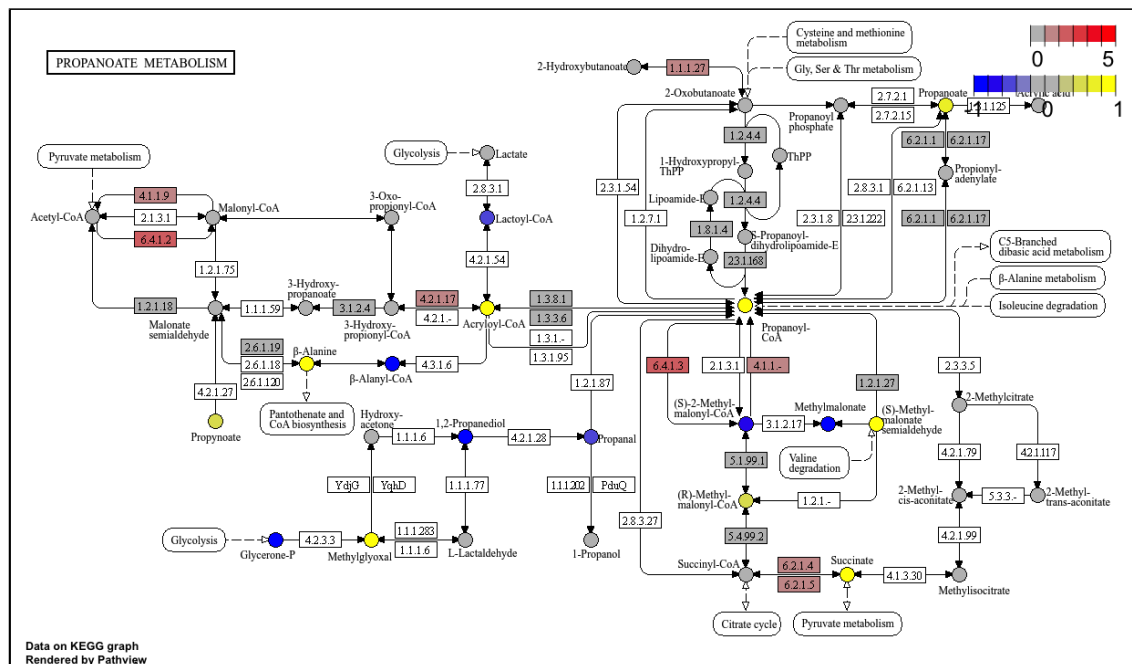 PROPANOATE METABOLISM
Cysteine and methionine
metabolism
Gly, Ser & Thr metabolism
0 5
-1 0 1
2-Hydroxybutanoate
1.1.1.27
2-Oxobutanoate
Propanoyl
phosphate
2.7.2.1
2.7.2.15
Propanoate
1.3.1.125
Acrylic acid
1.2.4.4
ThPP
1-Hydroxypropyl-
ThPP
6.2.1.1
6.2.1.17
Propionyl-
adenylate
Pyruvate metabolism
Glycolysis
Lactate
2.8.3.1
2.3.1.54
1.2.7.1
Lipoamide-E
1.2.4.4
1.8.1.4
S-Propanoyl-
dihydrolipoamide-E
Dihydro-
lipoamide-E
2.3.1.168
2.3.1.8
2.3.1.222
2.8.3.1
6.2.1.13
6.2.1.1
6.2.1.17
4.1.1.9
Acetyl-CoA
2.1.3.1
Malonyl-CoA
6.4.1.2
3-Oxo-
propionyl-CoA
Lactoyl-CoA
4.2.1.54
1.2.1.75
C5-Branched
dibasic acid metabolism
β-Alanine metabolism
Isoleucine degradation
1.2.1.18
Malonate
semialdehyde
1.1.1.59
3-Hydroxy-
propanoate
3.1.2.4
3-Hydroxy-
propionyl-CoA
4.2.1.17
4.2.1.-
Acryloyl-CoA
1.3.8.1
1.3.3.6
1.3.1.-
1.3.1.95
Propanoyl-
CoA
2.6.1.19
2.6.1.18
2.6.1.120
β-Alanine
β-Alanyl-CoA
4.3.1.6
1.2.1.87
6.4.1.3
2.1.3.1
4.1.1.-
1.2.1.27
2.3.3.5
4.2.1.27
Propynoate
Pantothenate and
CoA biosynthesis
Hydroxy-
acetone
1.1.1.6
1,2-Propanediol
4.2.1.28
Propanal
(S)-2-Methyl-
malonyl-CoA
3.1.2.17
Methylmalonate
(S)-Methyl-
malonate
semialdehyde
2-Methylcitrate
Valine
degradation
5.1.99.1
4.2.1.79
4.2.1.117
YdjG
YqhD
1.1.1.77
1.1.1.202
PduQ
(R)-Methyl-
malonyl-CoA
1.2.1.-
2-Methyl-
cis-aconitate
5.3.3.-
2-Methyl-
trans-aconitate
2.8.3.27
5.4.99.2
4.2.1.99
Glycolysis
Glycerone-P
4.2.3.3
Methylglyoxal
1.1.1.283
1.1.1.6
L-Lactaldehyde
1-Propanol
Succinyl-CoA
6.2.1.4
6.2.1.5
Succinate
4.1.3.30
Methylisocitrate
Citrate cycle
Pyruvate metabolism
Data on KEGG graph
Rendered by Pathview